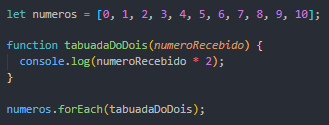 let numeros = [0, 1, 2, 3, 4, 5, 6, 7, 8, 9, 10];
function tabuadaDoDois(numeroRecebido) {
  console.log(numeroRecebido * 2);
}
numeros.forEach(tabuadaDoDois);